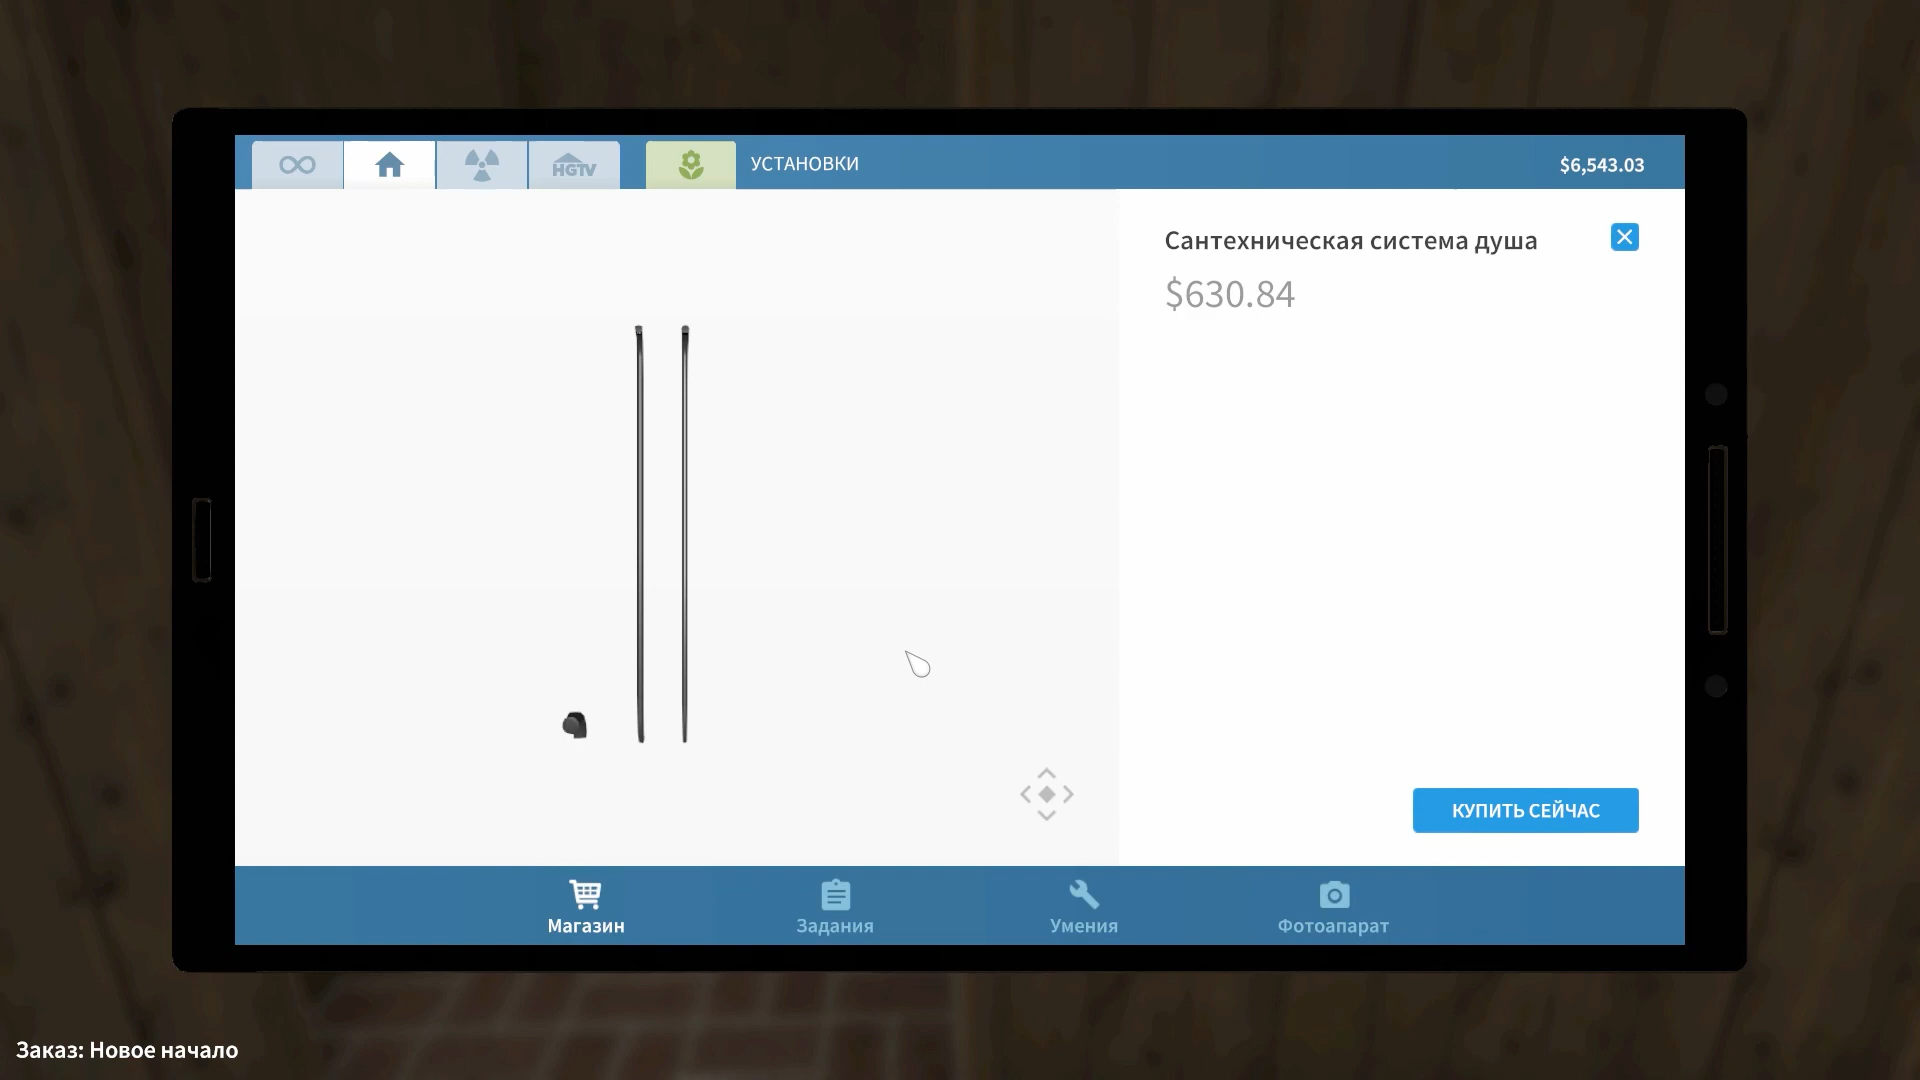 HGTV
УСТАНОВКИ
$6,543.03
Сантехническая система душа
$630.84
КУПИТЬ СЕЙЧАС
Магазин
Задания
Умения
Фотоапарат
Заказ: Новое начало